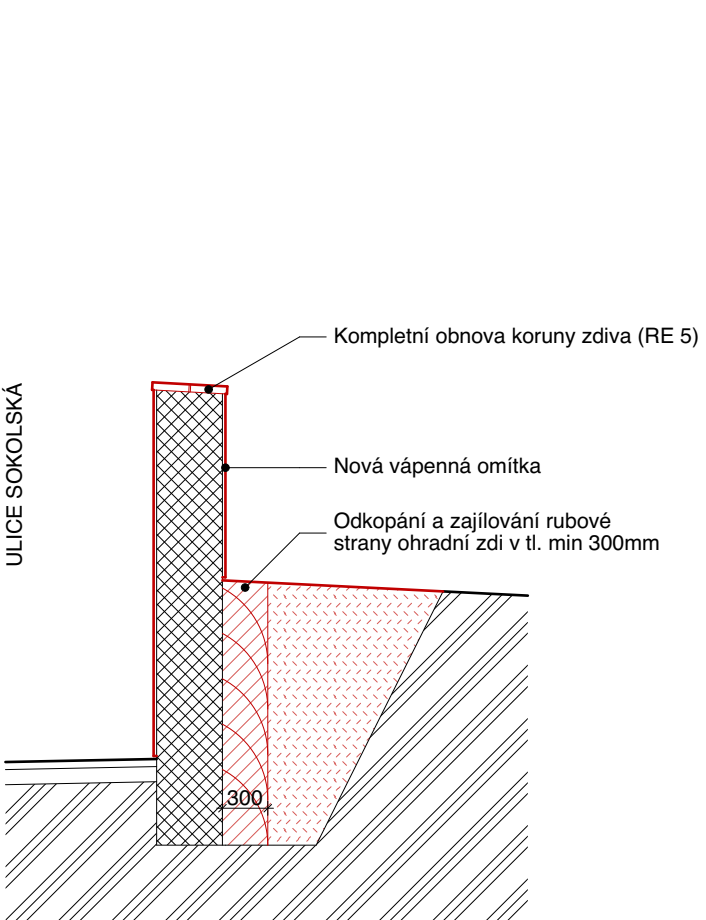 Kompletní obnova koruny zdiva (RE 5)
ULICE SOKOLSKÁ
Nová vápenná omítka
Odkopání a zajílování rubové
strany ohradní zdi v tl. min 300mm
300